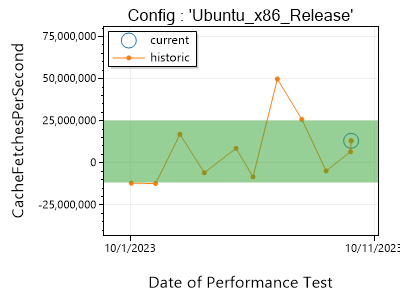 Config : 'Ubuntu_x86_Release'
current
historic
CacheFetchesPerSecond
75,000,000
50,000,000
25,000,000
0
-25,000,000
10/1/2023
10/11/2023
Date of Performance Test